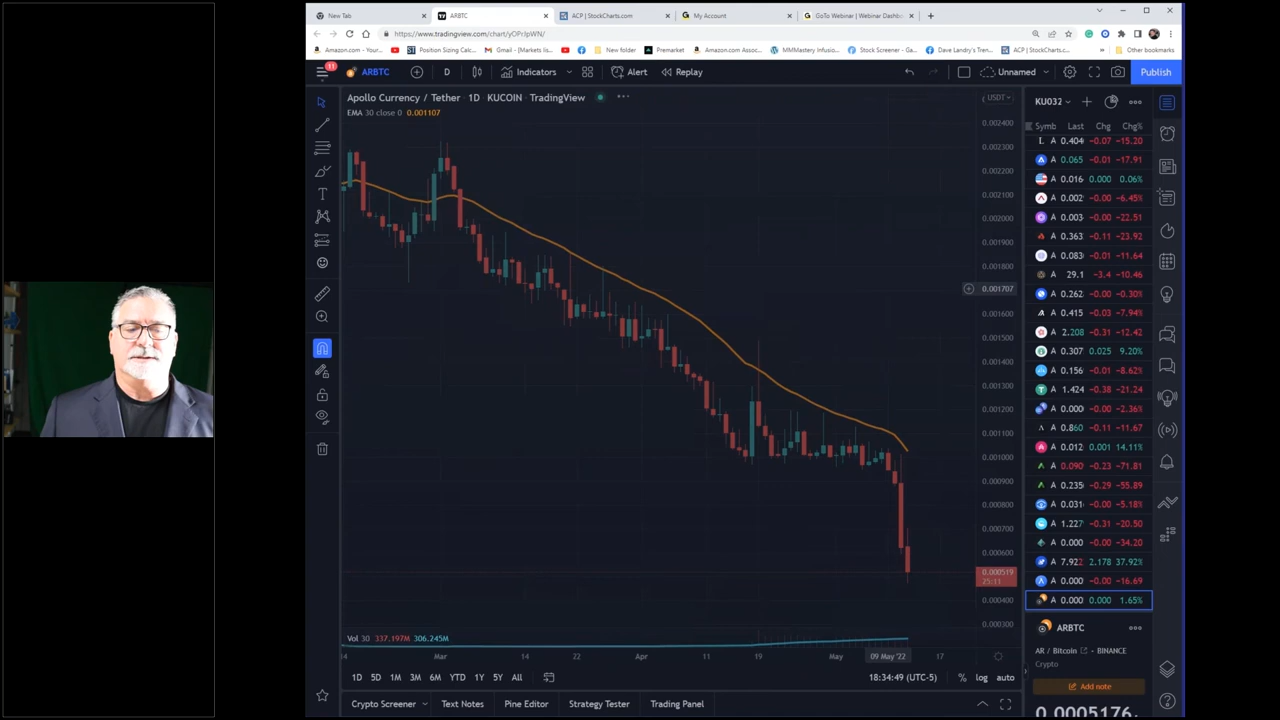 New Tab
ARBTC
ACP | StockCharts.com
My Account
GoTo Webinar | Webinar Dashb
https://www.tradingview.com/chart/yOPrJpWN/
Amazon.com - Your...
Position Sizing Calc...
Gmail - [Markets lis...
New folder
Premarket
Amazon.com Assoc...
MMMastery Infusio...
Stock Screener - Ga...
Dave Landry's Tren...
ACP | StockCharts.c...
Other bookmarks
11
ARBTC
D
Indicators
Alert
Replay
Unnamed
Publish
Apollo Currency / Tether · 1D · KUCOIN · TradingView
EMA 30 close 0 0.001107
USDT
0.002400
0.002300
0.002200
0.002100
0.002000
0.001900
0.001800
0.001707
0.001600
0.001500
0.001400
0.001300
0.001200
0.001100
0.001000
0.000900
0.000800
0.000700
0.000600
0.000519
25:11
0.000400
0.000300
Vol 30 337.197M 306.245M
Mar 14 22 Apr 11 19 May 09 May '22 17
1D 5D 1M 3M 6M YTD 1Y 5Y All
18:34:49 (UTC-5) % log auto
Crypto Screener
Text Notes
Pine Editor
Strategy Tester
Trading Panel
KU032
Symb Last Chg Chg%
L 0.404 −0.07 −15.20
A 0.065 −0.01 −17.91
A 0.016 0.000 0.06%
A 0.002 −0.00 −6.45%
A 0.003 −0.00 −22.51
A 0.363 −0.11 −23.92
A 0.083 −0.01 −11.64
A 29.1 −3.4 −10.46
A 0.262 −0.00 −0.30%
A 0.415 −0.03 −7.94%
A 2.208 −0.31 −12.42
A 0.307 0.025 9.20%
A 0.156 −0.01 −8.62%
A 1.424 −0.38 −21.24
A 0.000 −0.00 −2.36%
A 0.860 −0.11 −11.67
A 0.012 0.001 14.11%
A 0.090 −0.23 −71.81
A 0.235 −0.29 −55.89
A 0.031 −0.00 −5.18%
A 1.227 −0.31 −20.50
A 0.000 −0.00 −34.20
A 7.922 2.178 37.92%
A 0.000 −0.00 −16.69
A 0.000 0.000 1.65%
ARBTC
AR / Bitcoin · BINANCE
Crypto
Add note
0.0005176